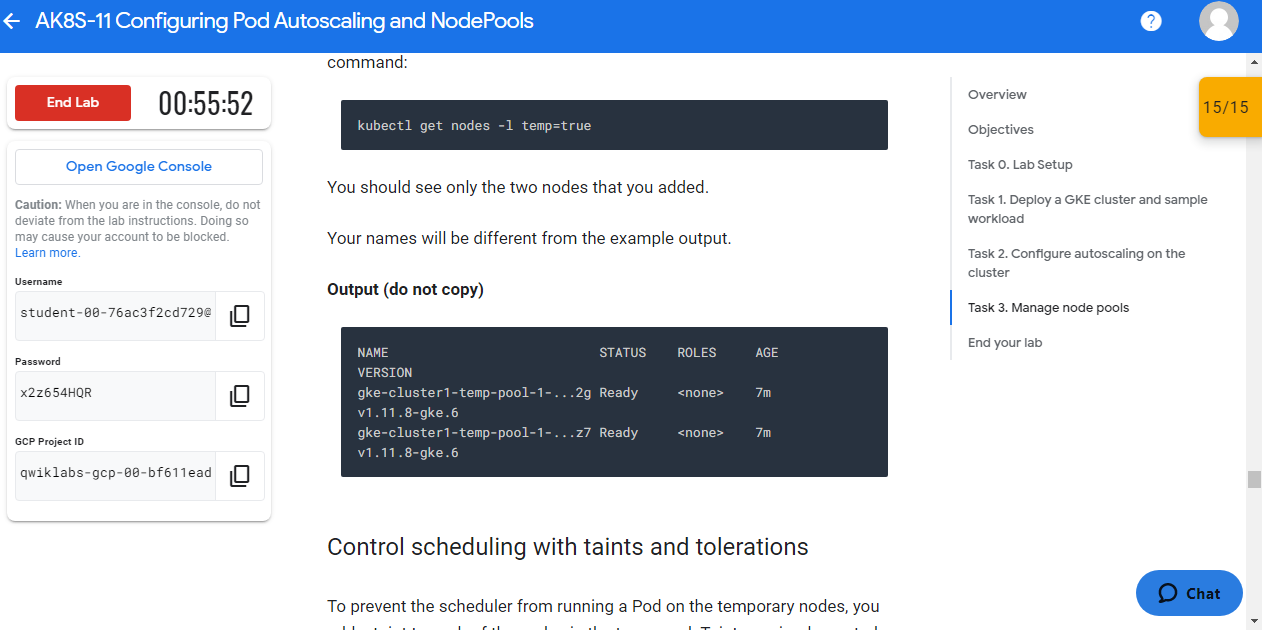 AK8S-11 Configuring Pod Autoscaling and NodePools
?
End Lab
00:55:52
Open Google Console
Caution: When you are in the console, do not
deviate from the lab instructions. Doing so
may cause your account to be blocked.
Learn more.
Username
student-00-76ac3f2cd729@
Password
x2z654HQR
GCP Project ID
qwiklabs-gcp-00-bf611ead
command:
kubectl get nodes -l temp=true
You should see only the two nodes that you added.
Your names will be different from the example output.
Output (do not copy)
NAME STATUS ROLES AGE
VERSION
gke-cluster1-temp-pool-1-...2g Ready <none> 7m
v1.11.8-gke.6
gke-cluster1-temp-pool-1-...z7 Ready <none> 7m
v1.11.8-gke.6
Control scheduling with taints and tolerations
To prevent the scheduler from running a Pod on the temporary nodes, you
Overview
Objectives
Task 0. Lab Setup
Task 1. Deploy a GKE cluster and sample
workload
Task 2. Configure autoscaling on the
cluster
Task 3. Manage node pools
End your lab
15/15
Chat